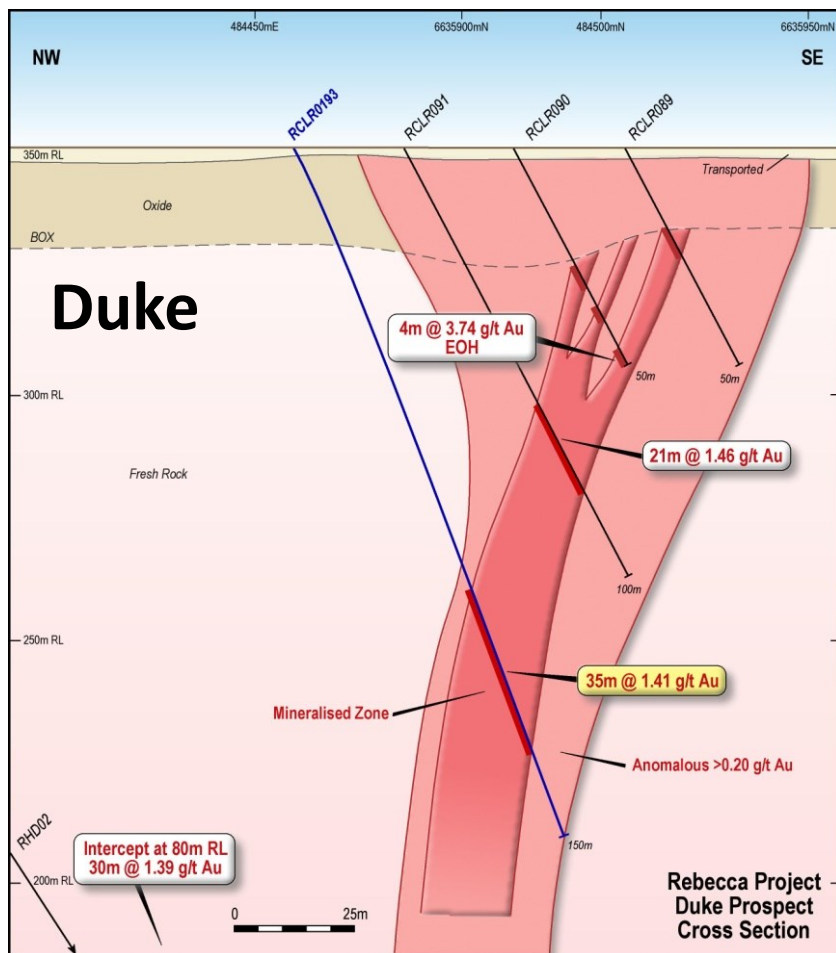 484450mE
6635900mN
484500mN
6635950mN
NW
SE
RCLR0193
RCLR091
RCLR090
RCLR089
350m RL
Transported
Oxide
BOX
Duke
4m @ 3.74 g/t Au
EOH
50m
50m
300m RL
21m @ 1.46 g/t Au
Fresh Rock
100m
250m RL
35m @ 1.41 g/t Au
Mineralised Zone
Anomalous >0.20 g/t Au
RHD02
150m
Intercept at 80m RL
30m @ 1.39 g/t Au
200m RL
0
25m
Rebecca Project
Duke Prospect
Cross Section